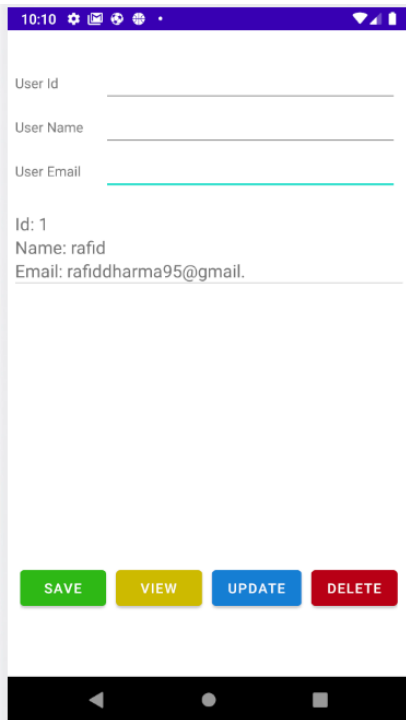 10:10
User Id
User Name
User Email
Id: 1
Name: rafid
Email: rafiddharma95@gmail.
SAVE VIEW UPDATE DELETE